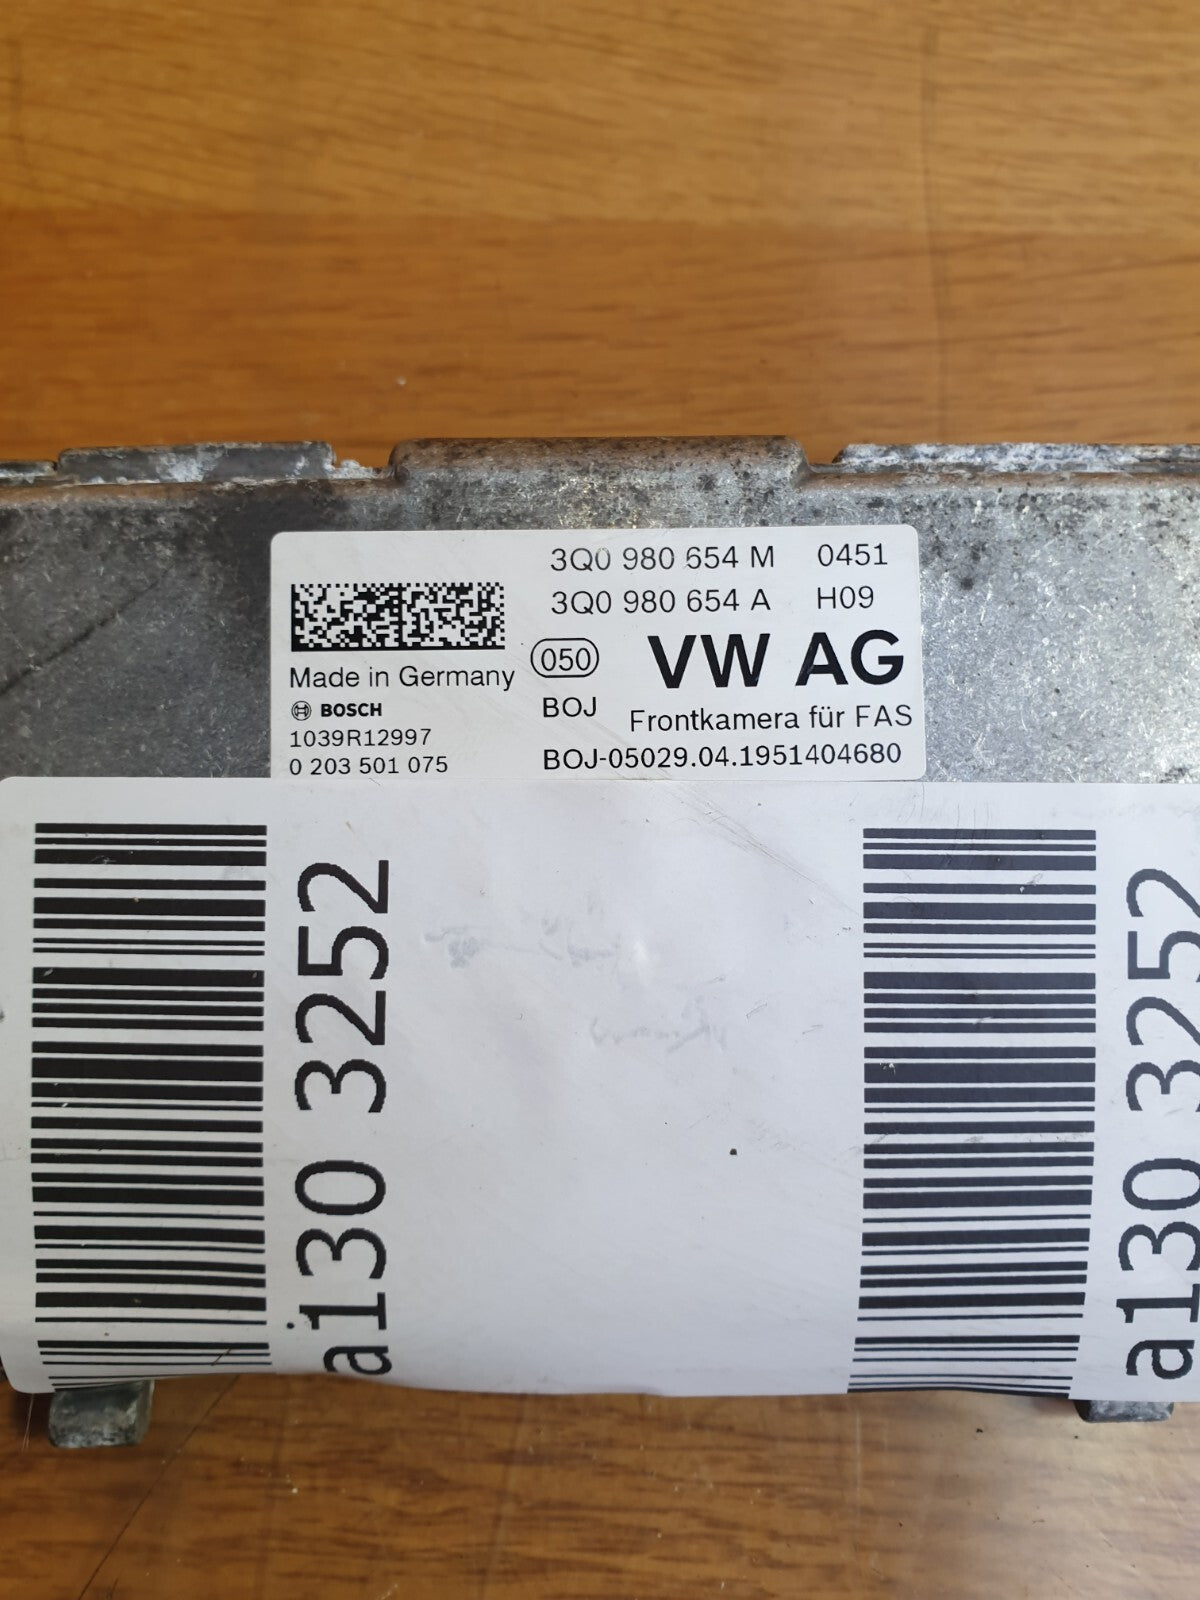 3Q0 980 654 M 0451
3Q0 980 654 A H09
050
VW AG
Made in Germany
BOSCH
BOJ
Frontkamera für FAS
1039R12997
0 203 501 075
BOJ-05029.04.1951404680
a130 3252
a130 3252